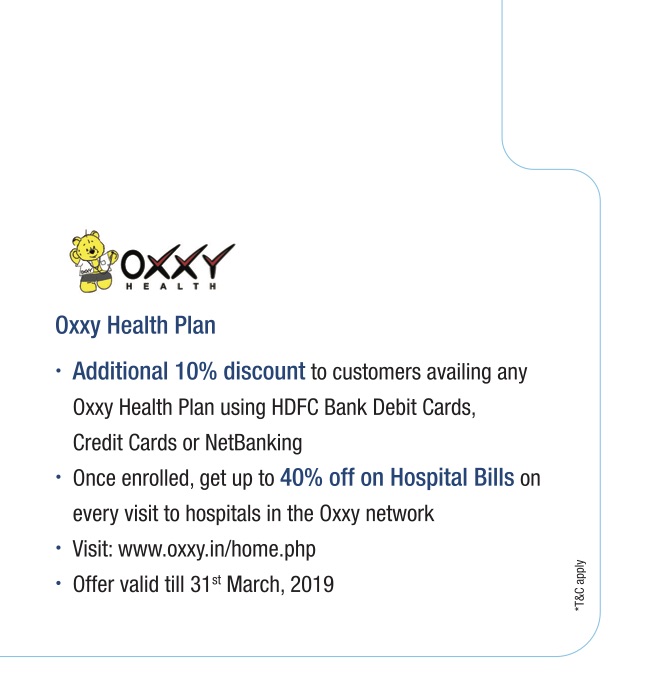 OXXY
HEALTH
Oxxy Health Plan
• Additional 10% discount to customers availing any
Oxxy Health Plan using HDFC Bank Debit Cards,
Credit Cards or NetBanking
• Once enrolled, get up to 40% off on Hospital Bills on
every visit to hospitals in the Oxxy network
• Visit: www.oxxy.in/home.php
• Offer valid till 31st March, 2019
*T&C apply